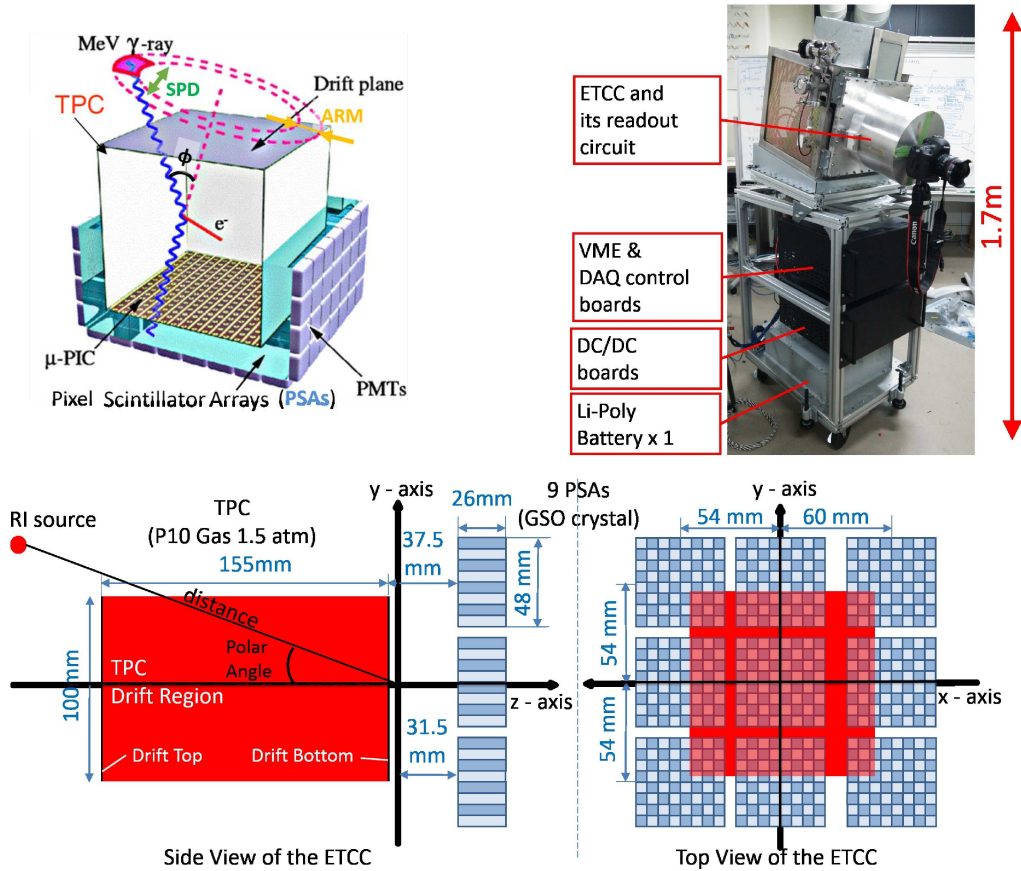 MeV γ-ray
SPD
Drift plane
TPC
ARM
ϕ
e-
μ-PIC
PMTs
Pixel Scintillator Arrays (PSAs)
ETCC and
its readout
circuit
VME &
DAQ control
boards
DC/DC
boards
Li-Poly
Battery x 1
1.7m
Canon
RI source
TPC
(P10 Gas 1.5 atm)
155mm
y - axis
37.5
mm
26mm
48 mm
9 PSAs
(GSO crystal)
distance
Polar
Angle
100mm
TPC
Drift Region
Drift Top
Drift Bottom
z - axis
31.5
mm
Side View of the ETCC
y - axis
54 mm
60 mm
54 mm
54 mm
x - axis
Top View of the ETCC